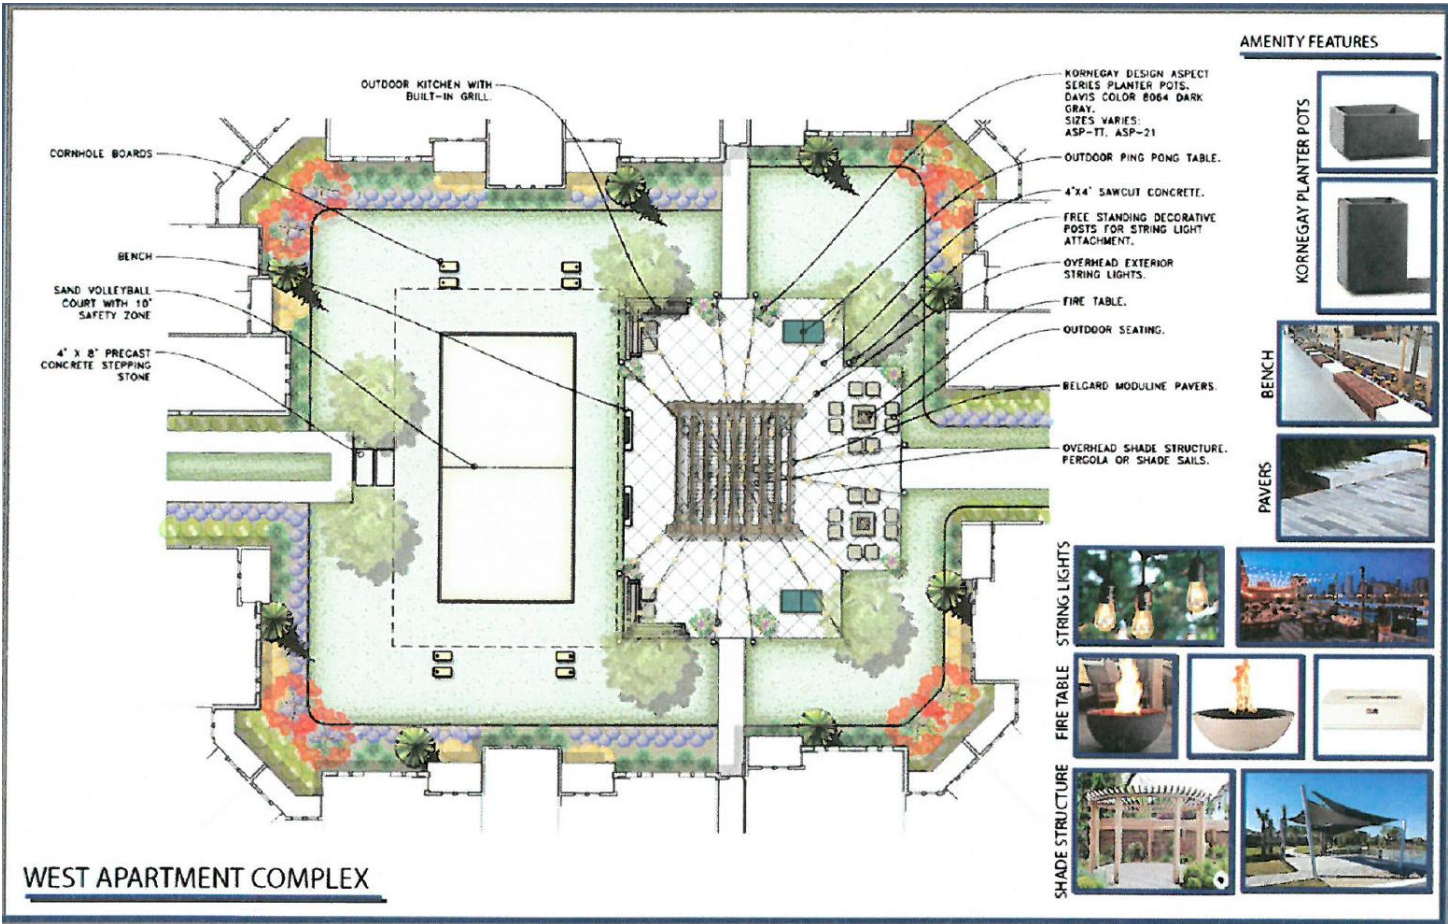 AMENITY FEATURES
OUTDOOR KITCHEN WITH
BUILT-IN GRILL.
CORNHOLE BOARDS
BENCH
SAND VOLLEYBALL
COURT WITH 10'
SAFETY ZONE
4' X 8' PRECAST
CONCRETE STEPPING
STONE
KORNEGAY DESIGN ASPECT
SERIES PLANTER POTS.
DAVIS COLOR 8064 DARK
GRAY.
SIZES VARIES:
ASP-TT, ASP-21
OUTDOOR PING PONG TABLE.
4'X4' SAWCUT CONCRETE.
FREE STANDING DECORATIVE
POSTS FOR STRING LIGHT
ATTACHMENT.
OVERHEAD EXTERIOR
STRING LIGHTS.
FIRE TABLE.
OUTDOOR SEATING.
BELGARD MODULINE PAVERS.
OVERHEAD SHADE STRUCTURE.
PERGOLA OR SHADE SAILS.
KORNEGAY PLANTER POTS
BENCH
PAVERS
STRING LIGHTS
FIRE TABLE
SHADE STRUCTURE
WEST APARTMENT COMPLEX